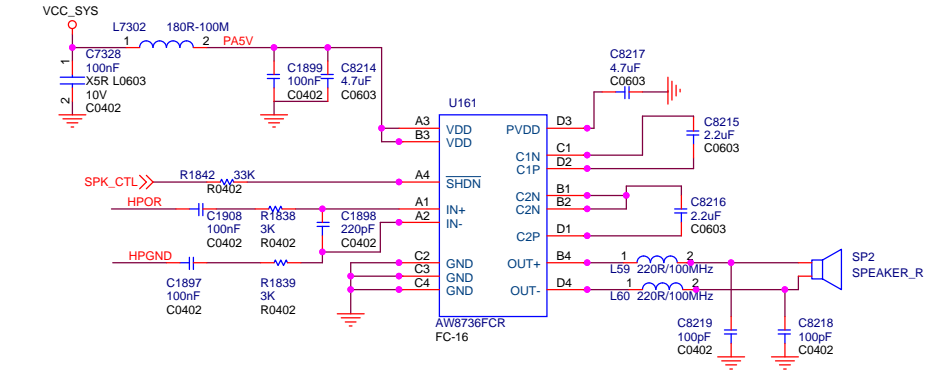 VCC_SYS
L7302 180R-100M
1 2 PA5V
1
C7328
100nF
X5R L0603
10V
C0402
2
C1899
100nF
C0402
C8214
4.7uF
C0603
C8217
4.7uF
C0603
U161
A3 VDD PVDD D3
B3 VDD
C8215
2.2uF
C0603
C1N C1
C1P D2
SPK_CTL R1842 33K
R0402
A4 SHDN
C2N B1
C2N B2
C8216
2.2uF
C0603
C2P D1
HPOR
C1908
100nF
C0402
R1838
3K
R0402
C1898
220pF
C0402
A1 IN+
A2 IN-
HPGND
C1897
100nF
C0402
R1839
3K
R0402
C2 GND
C3 GND
C4 GND
OUT+ B4
1 2
L59 220R/100MHz
OUT- D4
1 2
L60 220R/100MHz
SP2
SPEAKER_R
AW8736FCR
FC-16
C8219
100pF
C0402
C8218
100pF
C0402